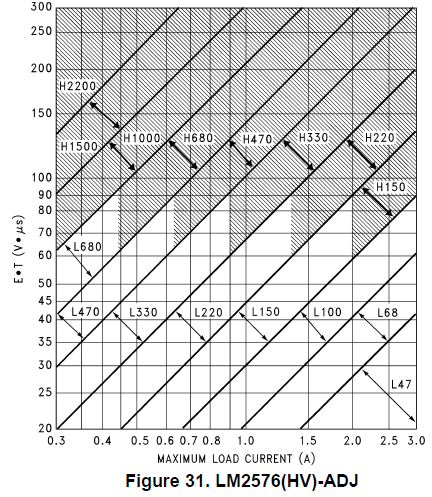 300
250
200
150
100
90
80
70
60
50
45
40
35
30
25
20
E•T (V•µs)
H2200
H1500
H1000
H680
H470
H330
H220
H150
L680
L470
L330
L220
L150
L100
L68
L47
0.3 0.4 0.5 0.6 0.7 0.8 1.0 1.5 2.0 2.5 3.0
MAXIMUM LOAD CURRENT (A)
Figure 31. LM2576(HV)-ADJ